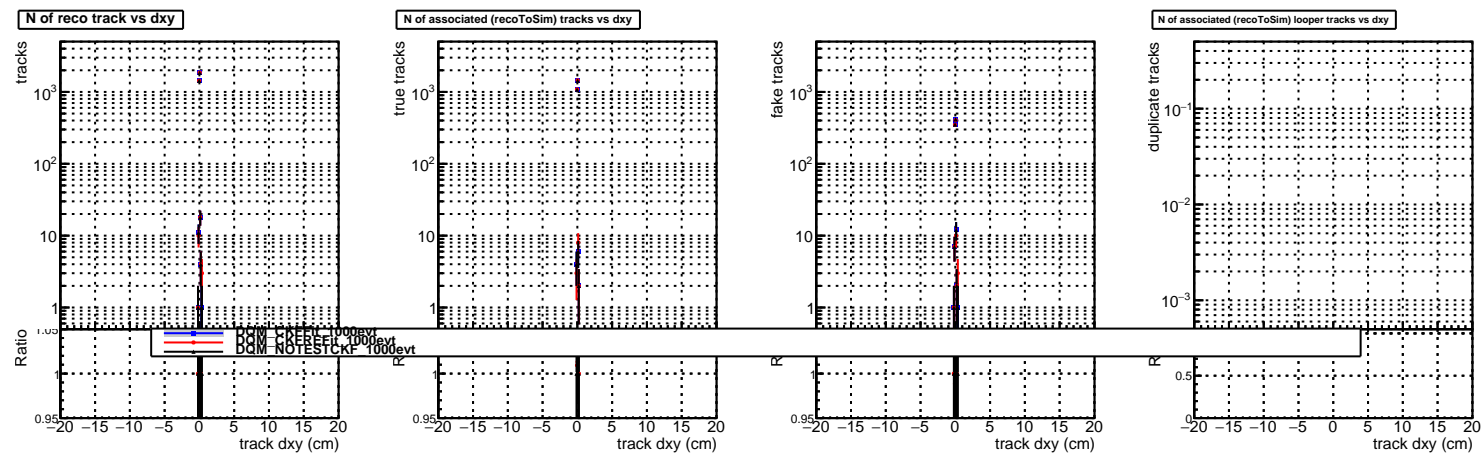 N of reco track vs dxy
tracks
10³
10²
10
1
DQM_CKFFit_1000evt
DQM_CKFREFit_1000evt
DQM_NOTESTCKF_1000evt
Ratio
1.05
1
0.95
−20 −15 −10 −5 0 5 10 15 20
track dxy (cm)
N of associated (recoToSim) tracks vs dxy
true tracks
10³
10²
10
1
0.95
−20 −15 −10 −5 0 5 10 15 20
track dxy (cm)
fake tracks
10³
10²
10
1
1
0.95
−20 −15 −10 −5 0 5 10 15 20
track dxy (cm)
N of associated (recoToSim) looper tracks vs dxy
duplicate tracks
10⁻¹
10⁻²
10⁻³
0.5
0
−20 −15 −10 −5 0 5 10 15 20
track dxy (cm)